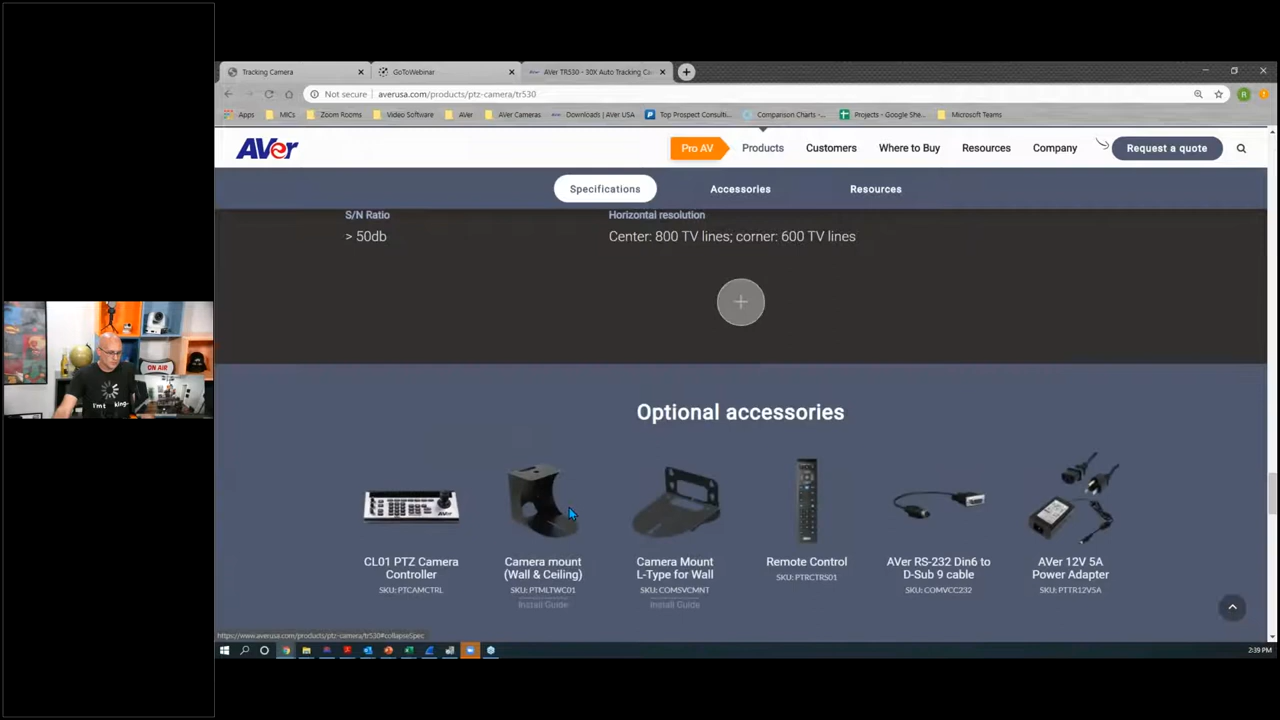 Tracking Camera
GoToWebinar
AVer TR530 - 30X Auto Tracking Ca
Not secure
averusa.com/products/ptz-camera/tr530
R
Apps
MICs
Zoom Rooms
Video Software
AVer
AVer Cameras
Downloads | AVer USA
Top Prospect Consulti...
Comparison Charts -...
Projects - Google She...
Microsoft Teams
AVer
Pro AV
Products
Customers
Where to Buy
Resources
Company
Request a quote
Specifications
Accessories
Resources
S/N Ratio
> 50db
Horizontal resolution
Center: 800 TV lines; corner: 600 TV lines
ON AIR
Optional accessories
CL01 PTZ Camera
Controller
SKU: PTCAMCTRL
Camera mount
(Wall & Ceiling)
SKU: PTMLTWC01
Install Guide
Camera Mount
L-Type for Wall
SKU: COMSVCMNT
Install Guide
Remote Control
SKU: PTRCTRS01
AVer RS-232 Din6 to
D-Sub 9 cable
SKU: COMVCC232
AVer 12V 5A
Power Adapter
SKU: PTTR12V5A
https://www.averusa.com/products/ptz-camera/tr530#collapseSpec
2:39 PM